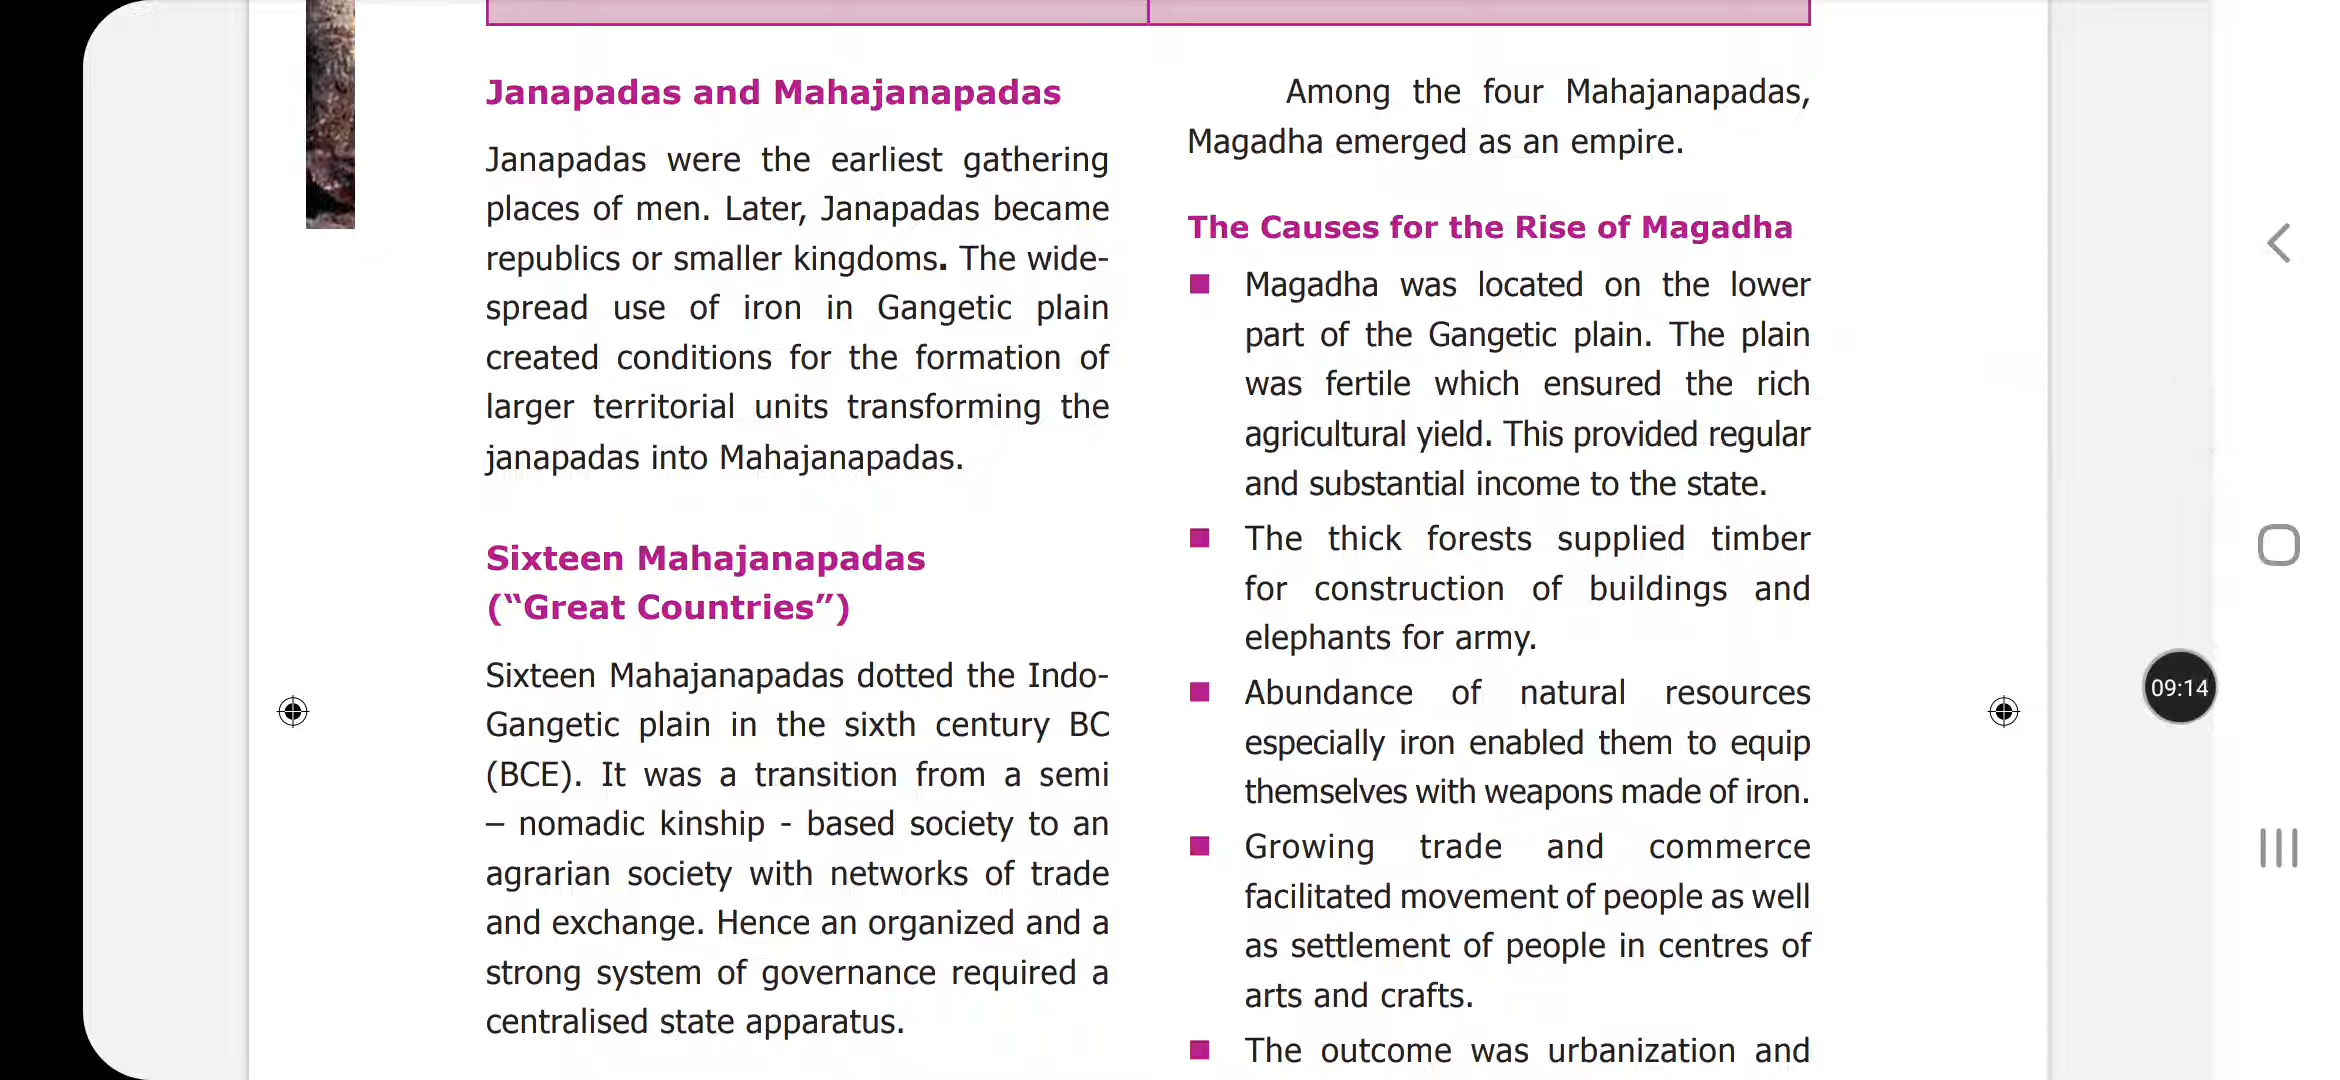 Janapadas and Mahajanapadas
Janapadas were the earliest gathering
places of men. Later, Janapadas became
republics or smaller kingdoms. The wide-
spread use of iron in Gangetic plain
created conditions for the formation of
larger territorial units transforming the
janapadas into Mahajanapadas.
Sixteen Mahajanapadas
(“Great Countries”)
Sixteen Mahajanapadas dotted the Indo-
Gangetic plain in the sixth century BC
(BCE). It was a transition from a semi
– nomadic kinship - based society to an
agrarian society with networks of trade
and exchange. Hence an organized and a
strong system of governance required a
centralised state apparatus.
Among the four Mahajanapadas,
Magadha emerged as an empire.
The Causes for the Rise of Magadha
■ Magadha was located on the lower
part of the Gangetic plain. The plain
was fertile which ensured the rich
agricultural yield. This provided regular
and substantial income to the state.
■ The thick forests supplied timber
for construction of buildings and
elephants for army.
■ Abundance of natural resources
especially iron enabled them to equip
themselves with weapons made of iron.
■ Growing trade and commerce
facilitated movement of people as well
as settlement of people in centres of
arts and crafts.
■ The outcome was urbanization and
09:14